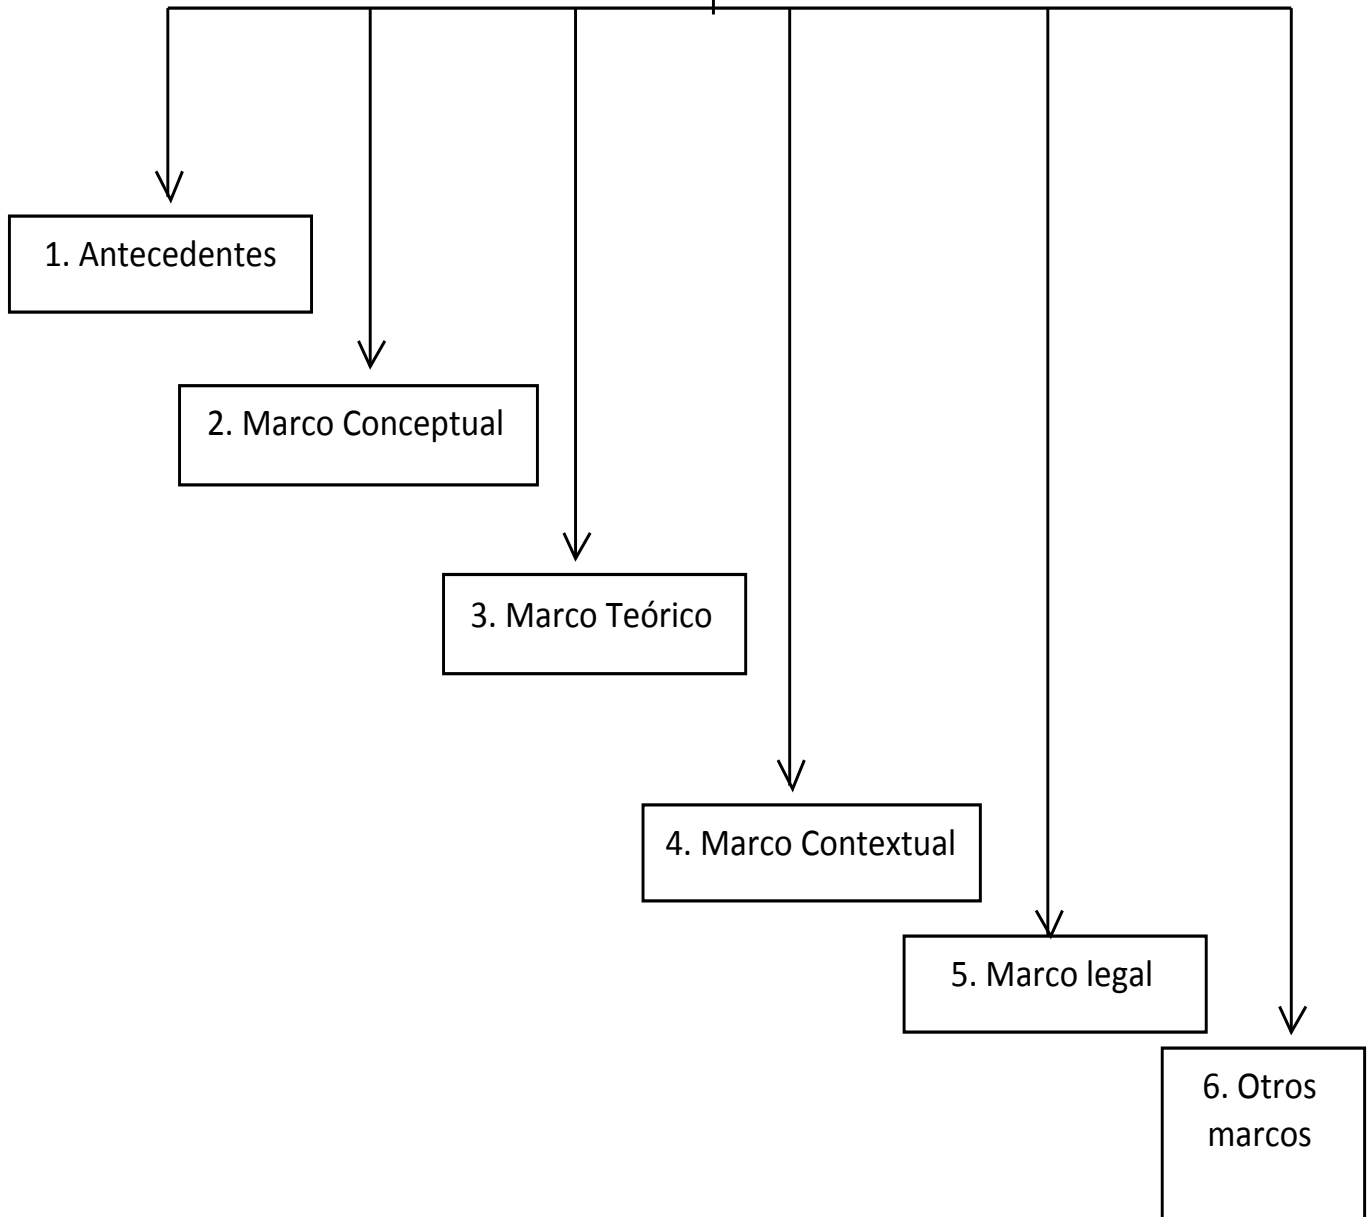 1. Antecedentes
2. Marco Conceptual
3. Marco Teórico
4. Marco Contextual
5. Marco legal
6. Otros
marcos